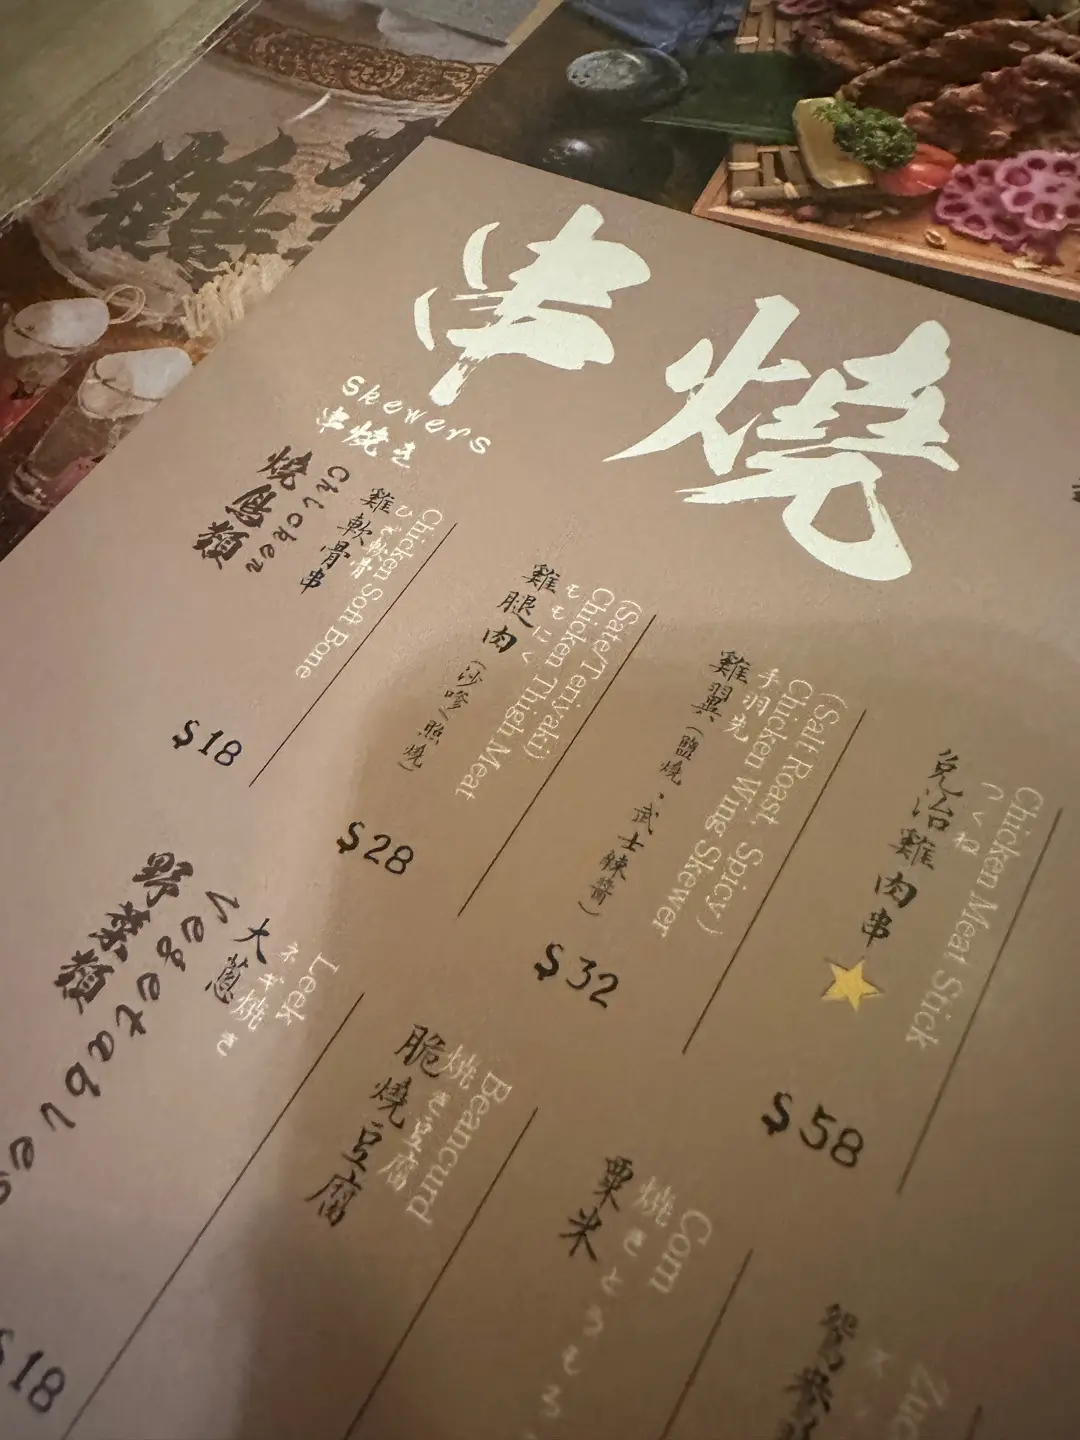 串燒
Skewers
串焼き
燒鳥類
Chicken
雞軟骨串
ひざ軟骨
Chicken Soft Bone
$18
雞腿肉（沙嗲/照燒）
ももにく
Chicken Thigh Meat
(Sate/Teriyaki)
$28
雞翼（鹽燒・武士辣醬）
手羽先
Chicken Wing Skewer
(Salt Roast, Spicy)
$32
免治雞肉串
つくね
Chicken Meat Stick
$58
野菜類
Vegetables
大蔥
ネギ焼き
Leek
$18
脆燒豆腐
焼き豆腐
Beancurd
粟米
焼きとうもろ
Corn
Zuc